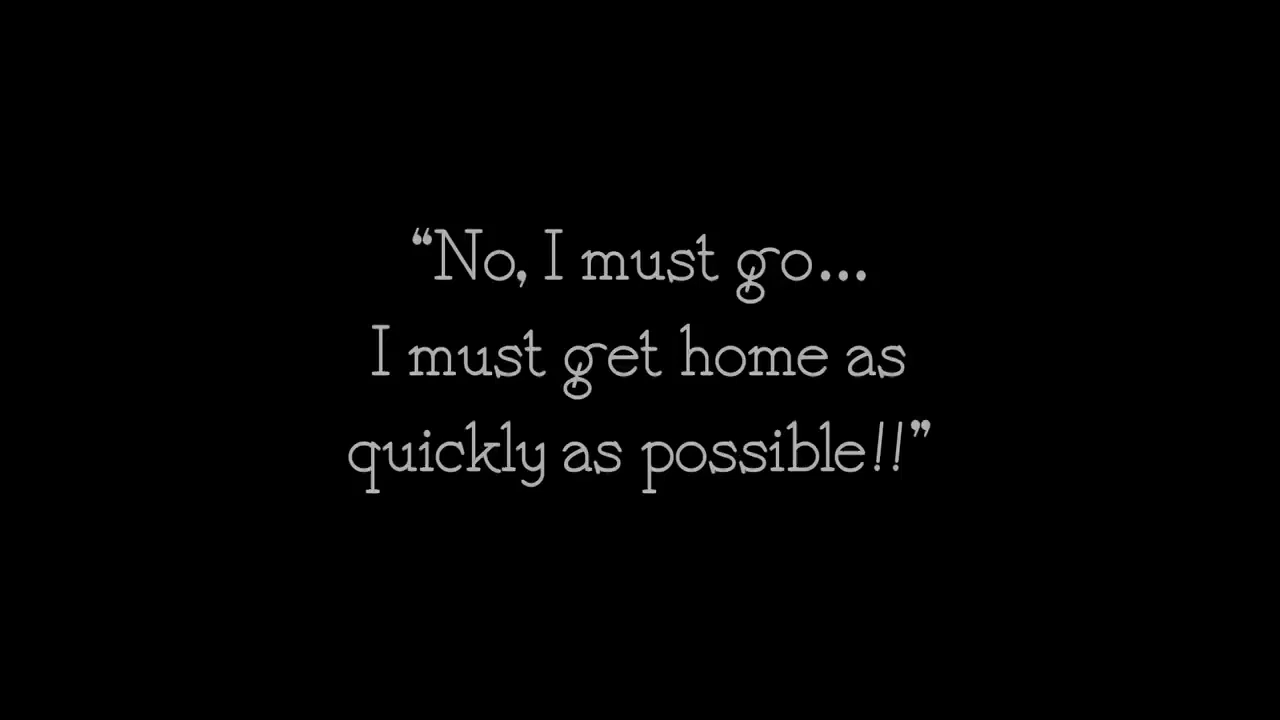 “No, I must go...
I must get home as
quickly as possible!!”